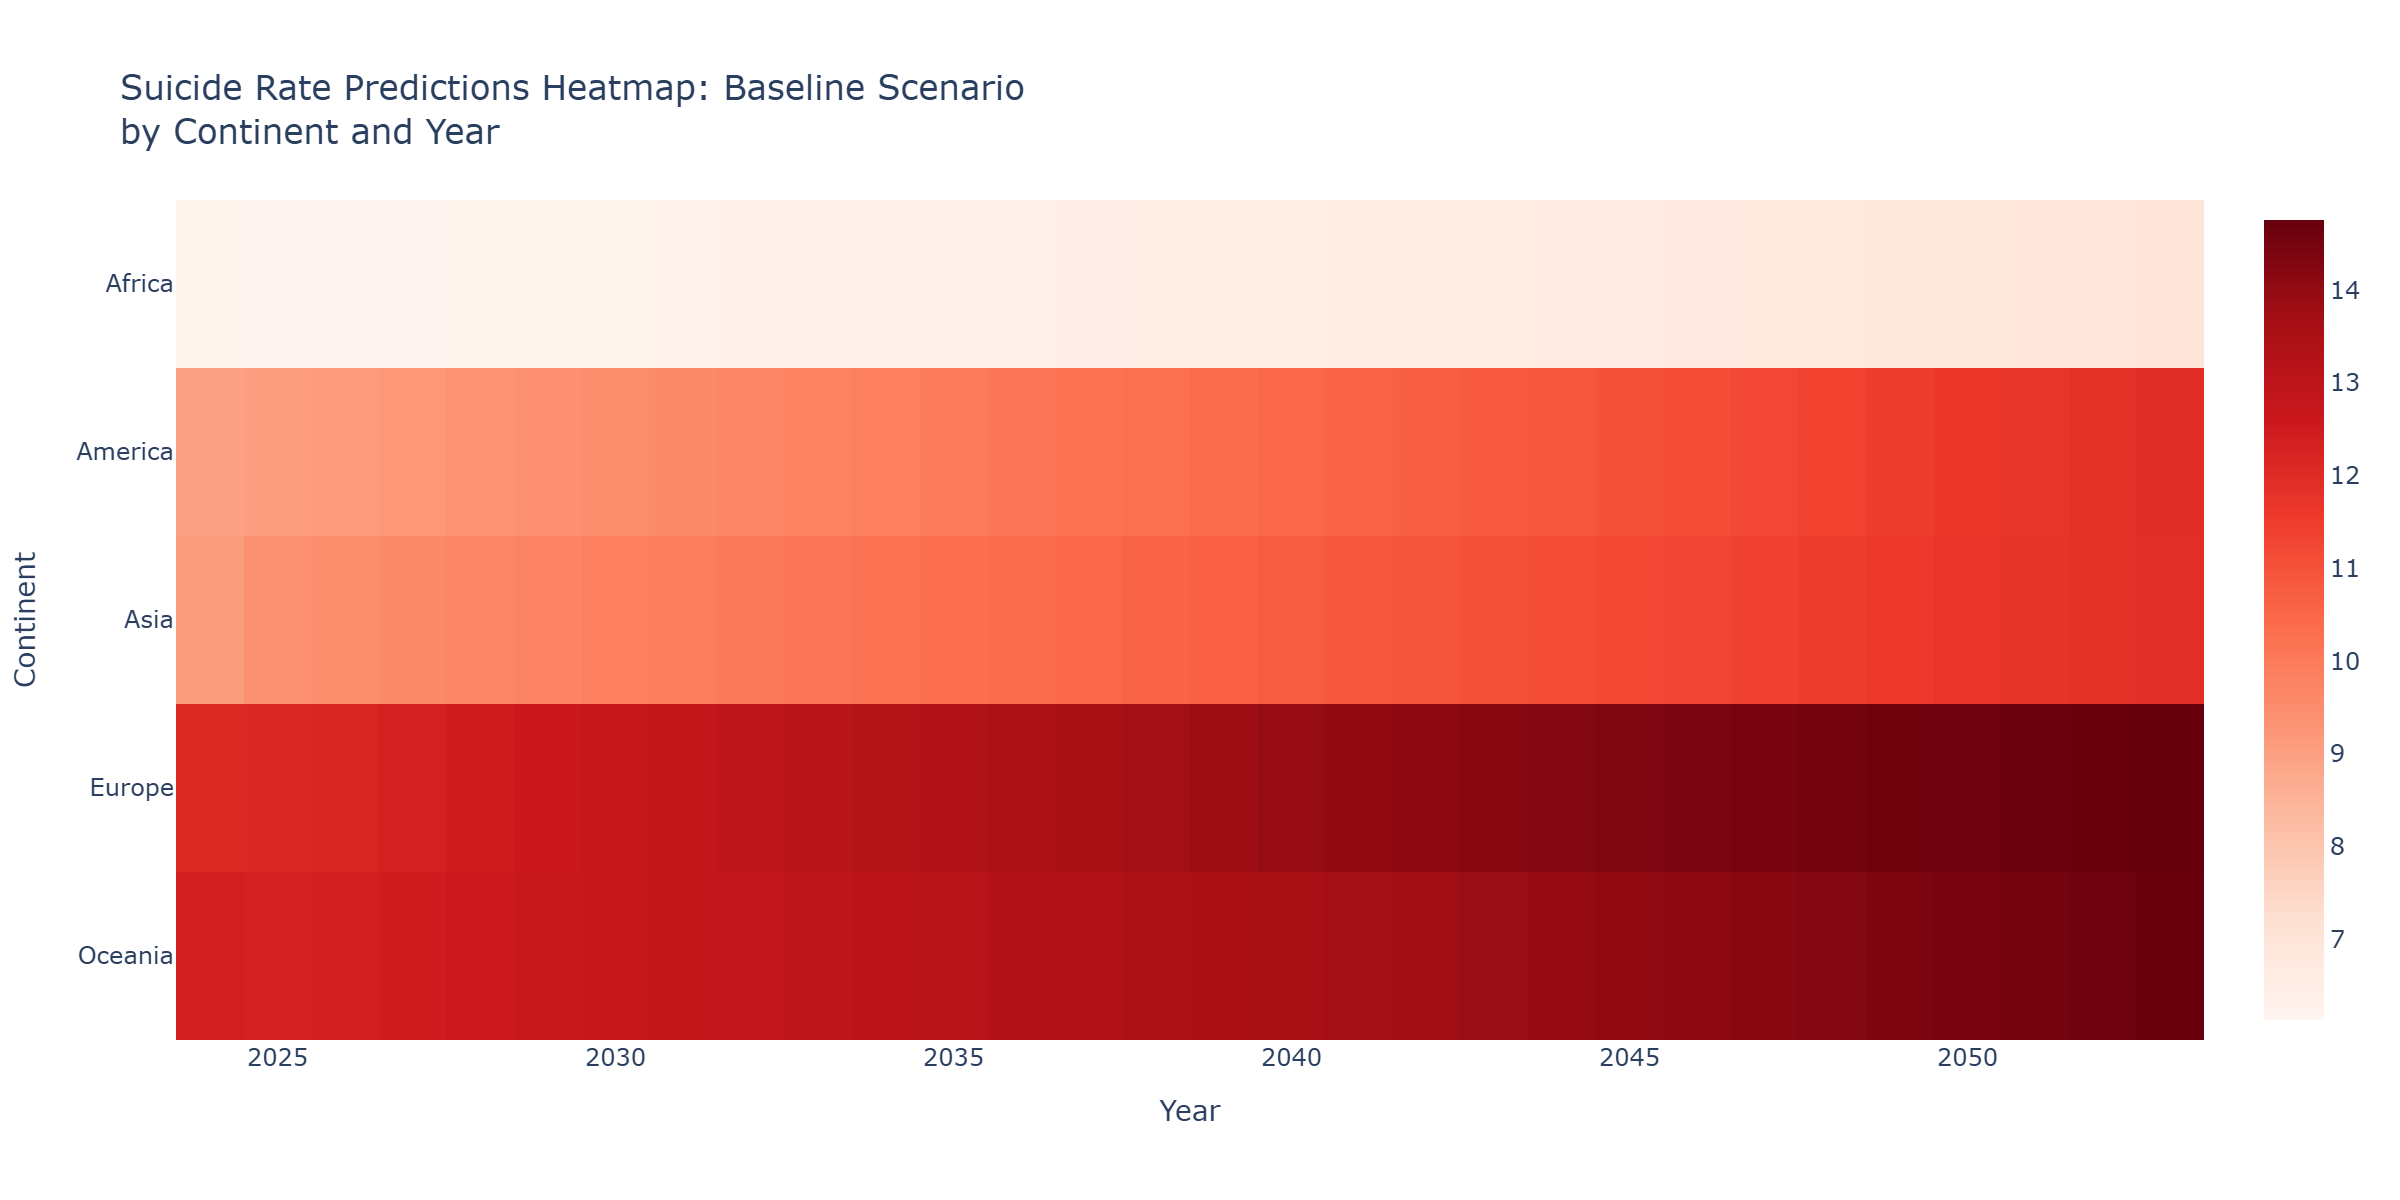 Suicide Rate Predictions Heatmap: Baseline Scenario
by Continent and Year
Africa
America
Asia
Europe
Oceania
Continent
2025
2030
2035
2040
2045
2050
Year
14
13
12
11
10
9
8
7